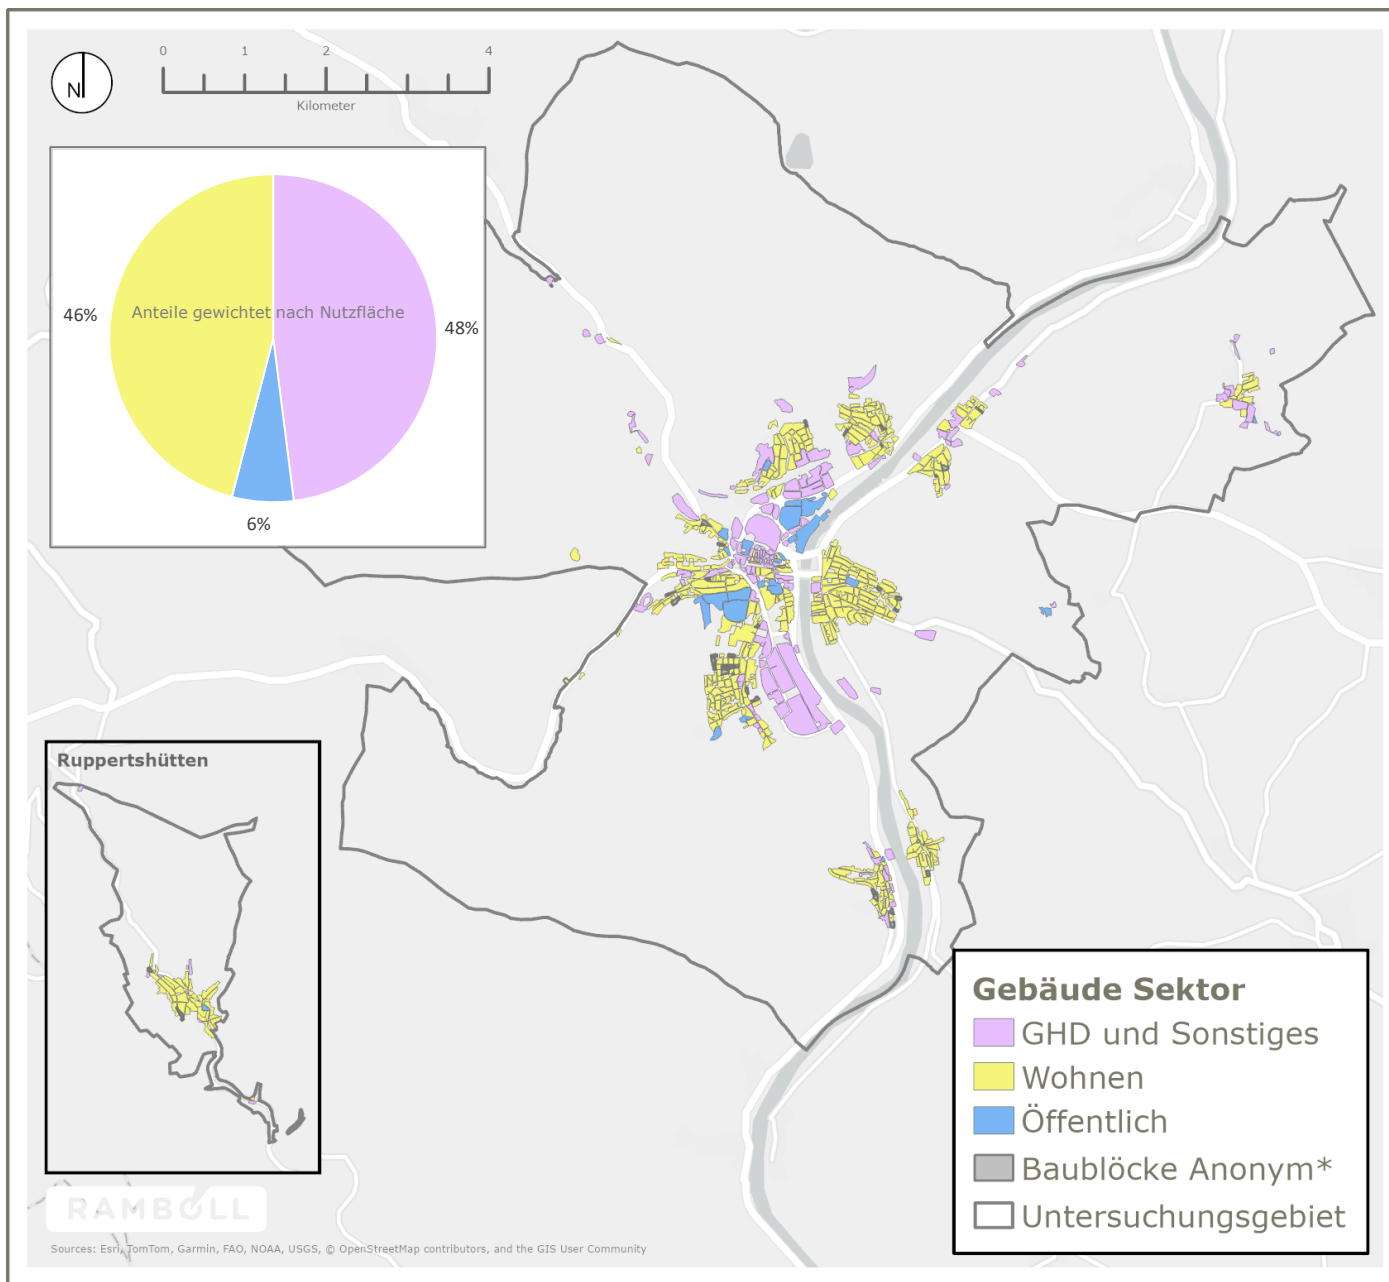 0 1 2 4
N
Kilometer
46%
Anteile gewichtet nach Nutzfläche
48%
6%
Ruppertshütten
Gebäude Sektor
GHD und Sonstiges
Wohnen
Öffentlich
Baublöcke Anonym*
Untersuchungsgebiet
RAMBOLL
Sources: Esri, TomTom, Garmin, FAO, NOAA, USGS, © OpenStreetMap contributors, and the GIS User Community